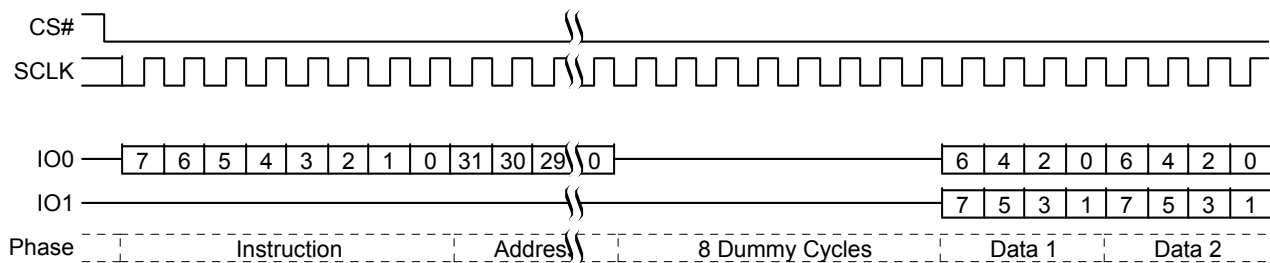 CS#
SCLK
IO0 7 6 5 4 3 2 1 0 31 30 29 0 6 4 2 0 6 4 2 0
IO1 7 5 3 1 7 5 3 1
Phase Instruction Address 8 Dummy Cycles Data 1 Data 2